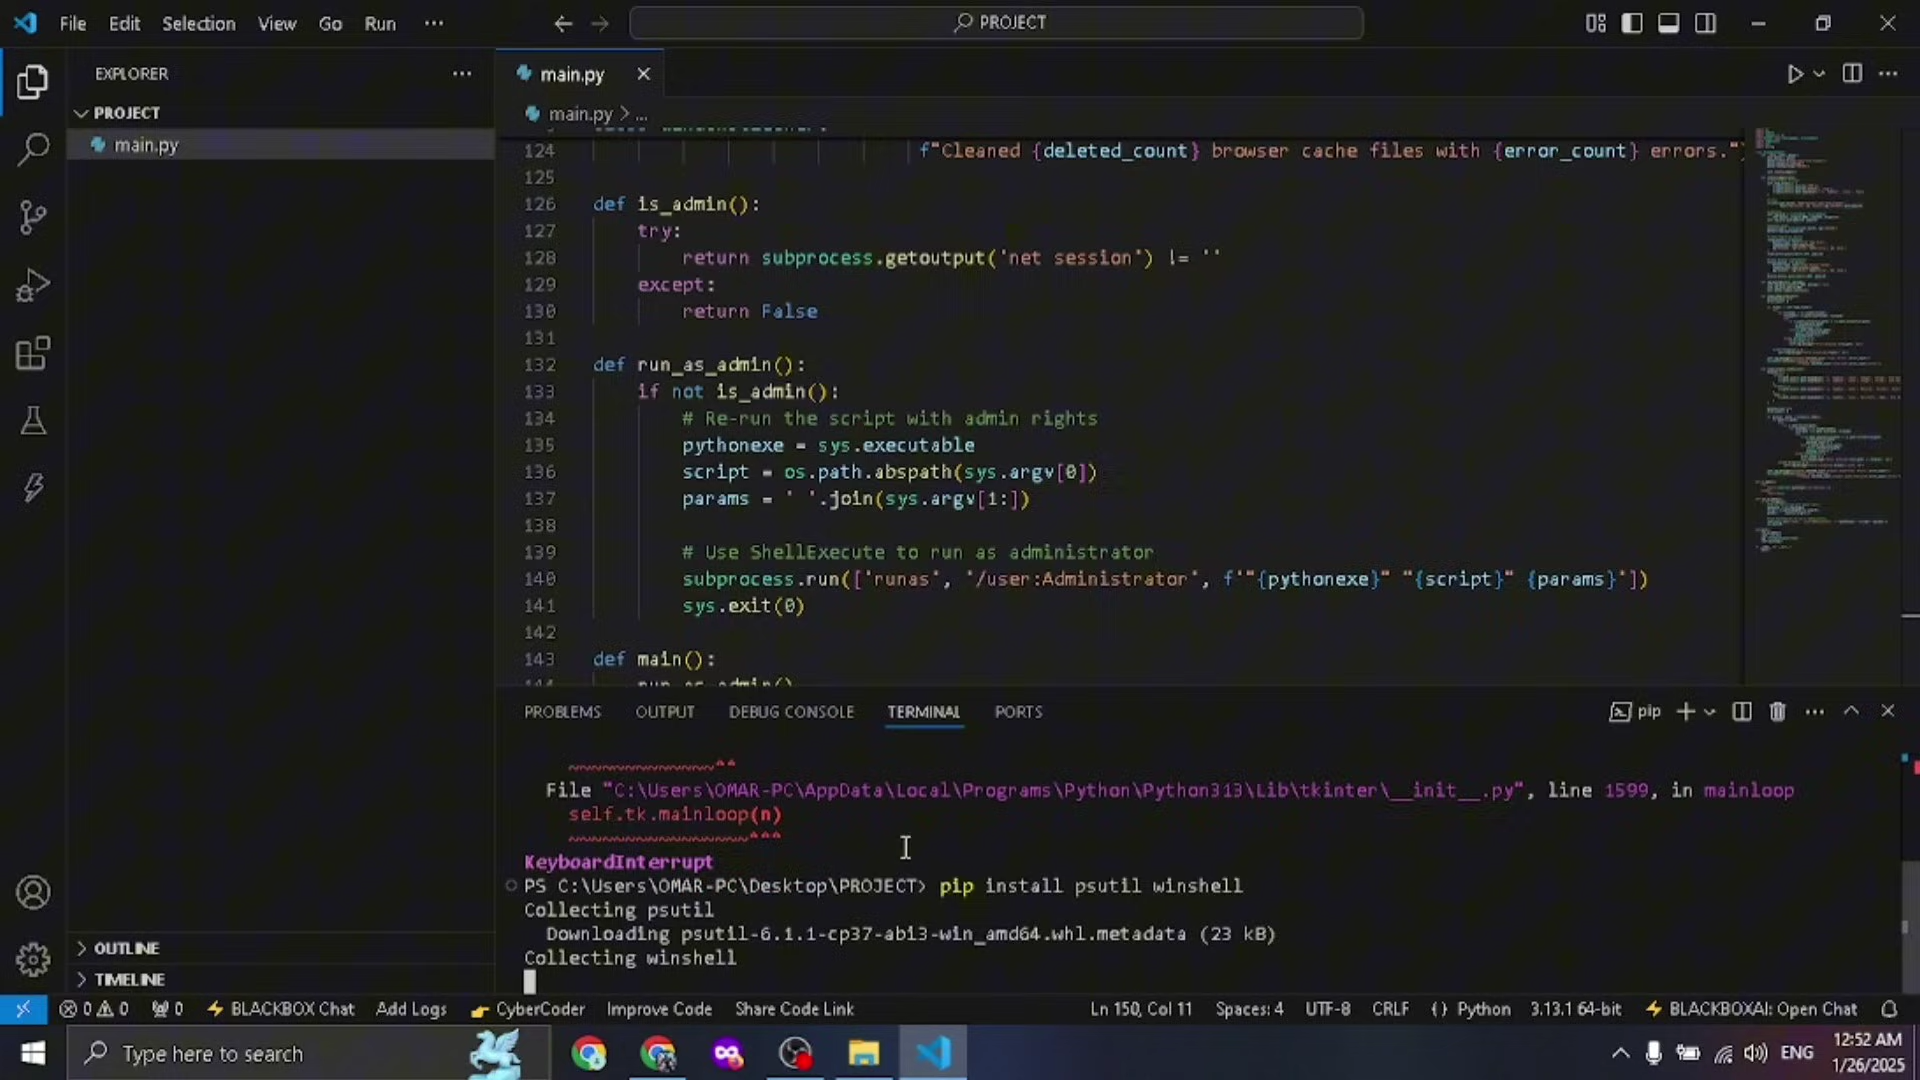 File Edit Selection View Go Run ···
PROJECT
EXPLORER ···
PROJECT
main.py
OUTLINE
TIMELINE
main.py
main.py > ...
124 f"Cleaned {deleted_count} browser cache files with {error_count} errors."
125
126 def is_admin():
127 try:
128 return subprocess.getoutput('net session') != ''
129 except:
130 return False
131
132 def run_as_admin():
133 if not is_admin():
134 # Re-run the script with admin rights
135 pythonexe = sys.executable
136 script = os.path.abspath(sys.argv[0])
137 params = ' '.join(sys.argv[1:])
138
139 # Use ShellExecute to run as administrator
140 subprocess.run(['runas', '/user:Administrator', f'"{pythonexe}" "{script}" {params}'])
141 sys.exit(0)
142
143 def main():
144 run_as_admin()
PROBLEMS OUTPUT DEBUG CONSOLE TERMINAL PORTS
pip
~~~~~~~~~~~~~^^
File "C:\Users\OMAR-PC\AppData\Local\Programs\Python\Python313\Lib\tkinter\__init__.py", line 1599, in mainloop
self.tk.mainloop(n)
~~~~~~~~~~~~~~~~^^^
KeyboardInterrupt
PS C:\Users\OMAR-PC\Desktop\PROJECT> pip install psutil winshell
Collecting psutil
Downloading psutil-6.1.1-cp37-abi3-win_amd64.whl.metadata (23 kB)
Collecting winshell
0 0 0 BLACKBOX Chat Add Logs CyberCoder Improve Code Share Code Link Ln 150, Col 11 Spaces: 4 UTF-8 CRLF {} Python 3.13.1 64-bit BLACKBOXAI: Open Chat
Type here to search
ENG
12:52 AM
1/26/2025